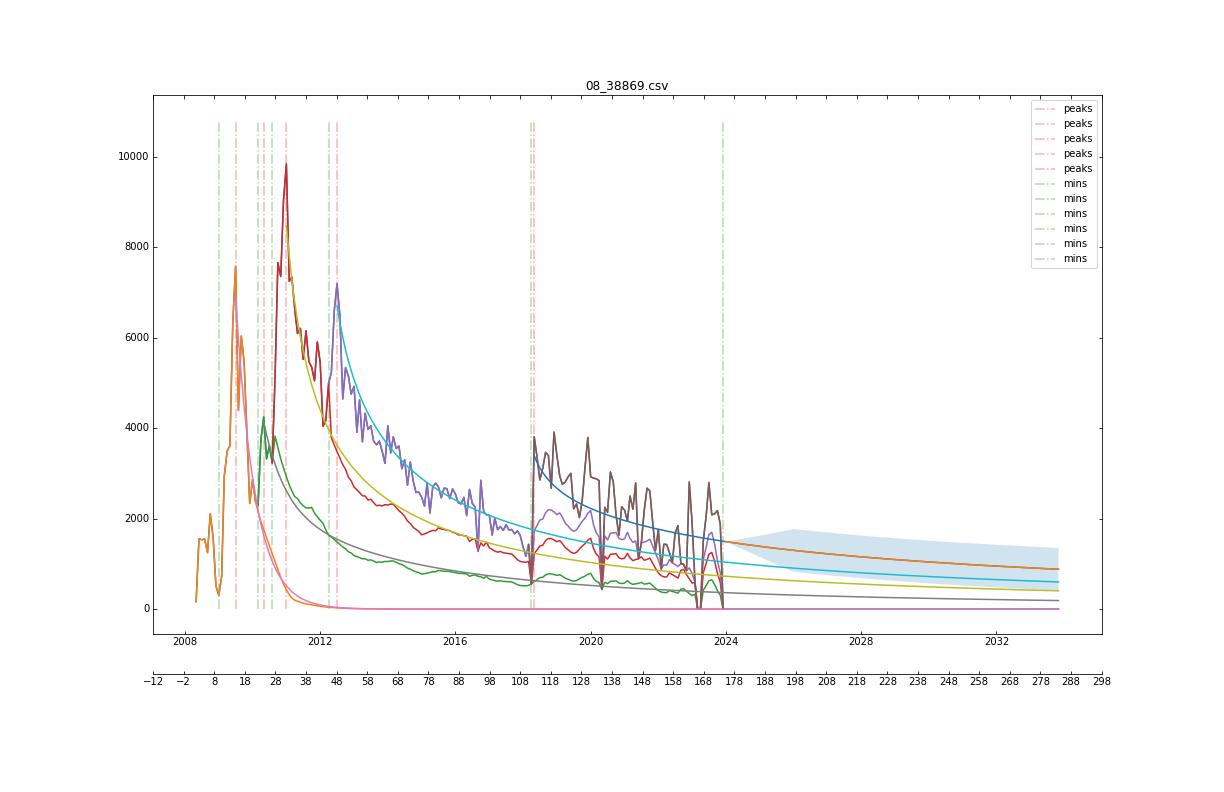 08_38869.csv
peaks
peaks
peaks
peaks
peaks
mins
mins
mins
mins
mins
mins
10000
8000
6000
4000
2000
0
2008 2012 2016 2020 2024 2028 2032
−12 −2 8 18 28 38 48 58 68 78 88 98 108 118 128 138 148 158 168 178 188 198 208 218 228 238 248 258 268 278 288 298